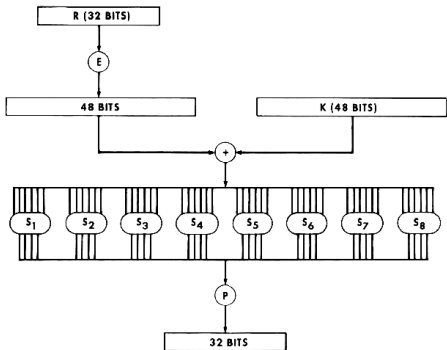 R (32 BITS)
E
48 BITS
K (48 BITS)
+
S1 S2 S3 S4 S5 S6 S7 S8
P
32 BITS